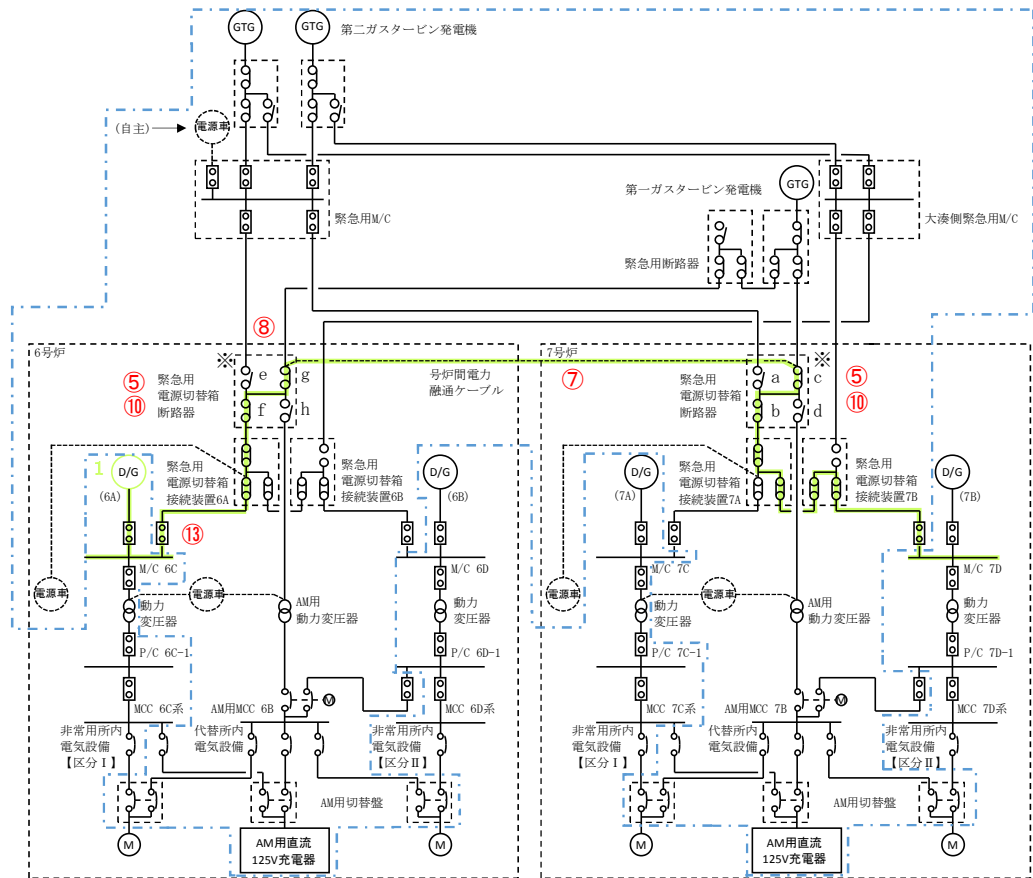 GTG
GTG
第二ガスタービン発電機
(自主)
電源車
緊急用M/C
第一ガスタービン発電機
GTG
緊急用断路器
大湊側緊急用M/C
6号炉
⑧
※
⑤
⑩
緊急用
電源切替箱
断路器
e
g
f
h
号炉間電力
融通ケーブル
⑦
7号炉
緊急用
電源切替箱
断路器
a
c
b
d
※
⑤
⑩
1
D/G
(6A)
緊急用
電源切替箱
接続装置6A
緊急用
電源切替箱
接続装置6B
D/G
(6B)
D/G
(7A)
緊急用
電源切替箱
接続装置7A
緊急用
電源切替箱
接続装置7B
D/G
(7B)
⑬
M/C 6C
M/C 6D
M/C 7C
M/C 7D
電源車
動力
変圧器
電源車
AM用
動力変圧器
動力
変圧器
電源車
動力
変圧器
電源車
AM用
動力変圧器
動力
変圧器
P/C 6C-1
P/C 6D-1
P/C 7C-1
P/C 7D-1
M
M
MCC 6C系
AM用MCC 6B
MCC 6D系
MCC 7C系
AM用MCC 7B
MCC 7D系
非常用所内
電気設備
【区分Ⅰ】
代替所内
電気設備
非常用所内
電気設備
【区分Ⅱ】
非常用所内
電気設備
【区分Ⅰ】
代替所内
電気設備
非常用所内
電気設備
【区分Ⅱ】
AM用切替盤
AM用切替盤
M
AM用直流
125V充電器
M
M
AM用直流
125V充電器
M